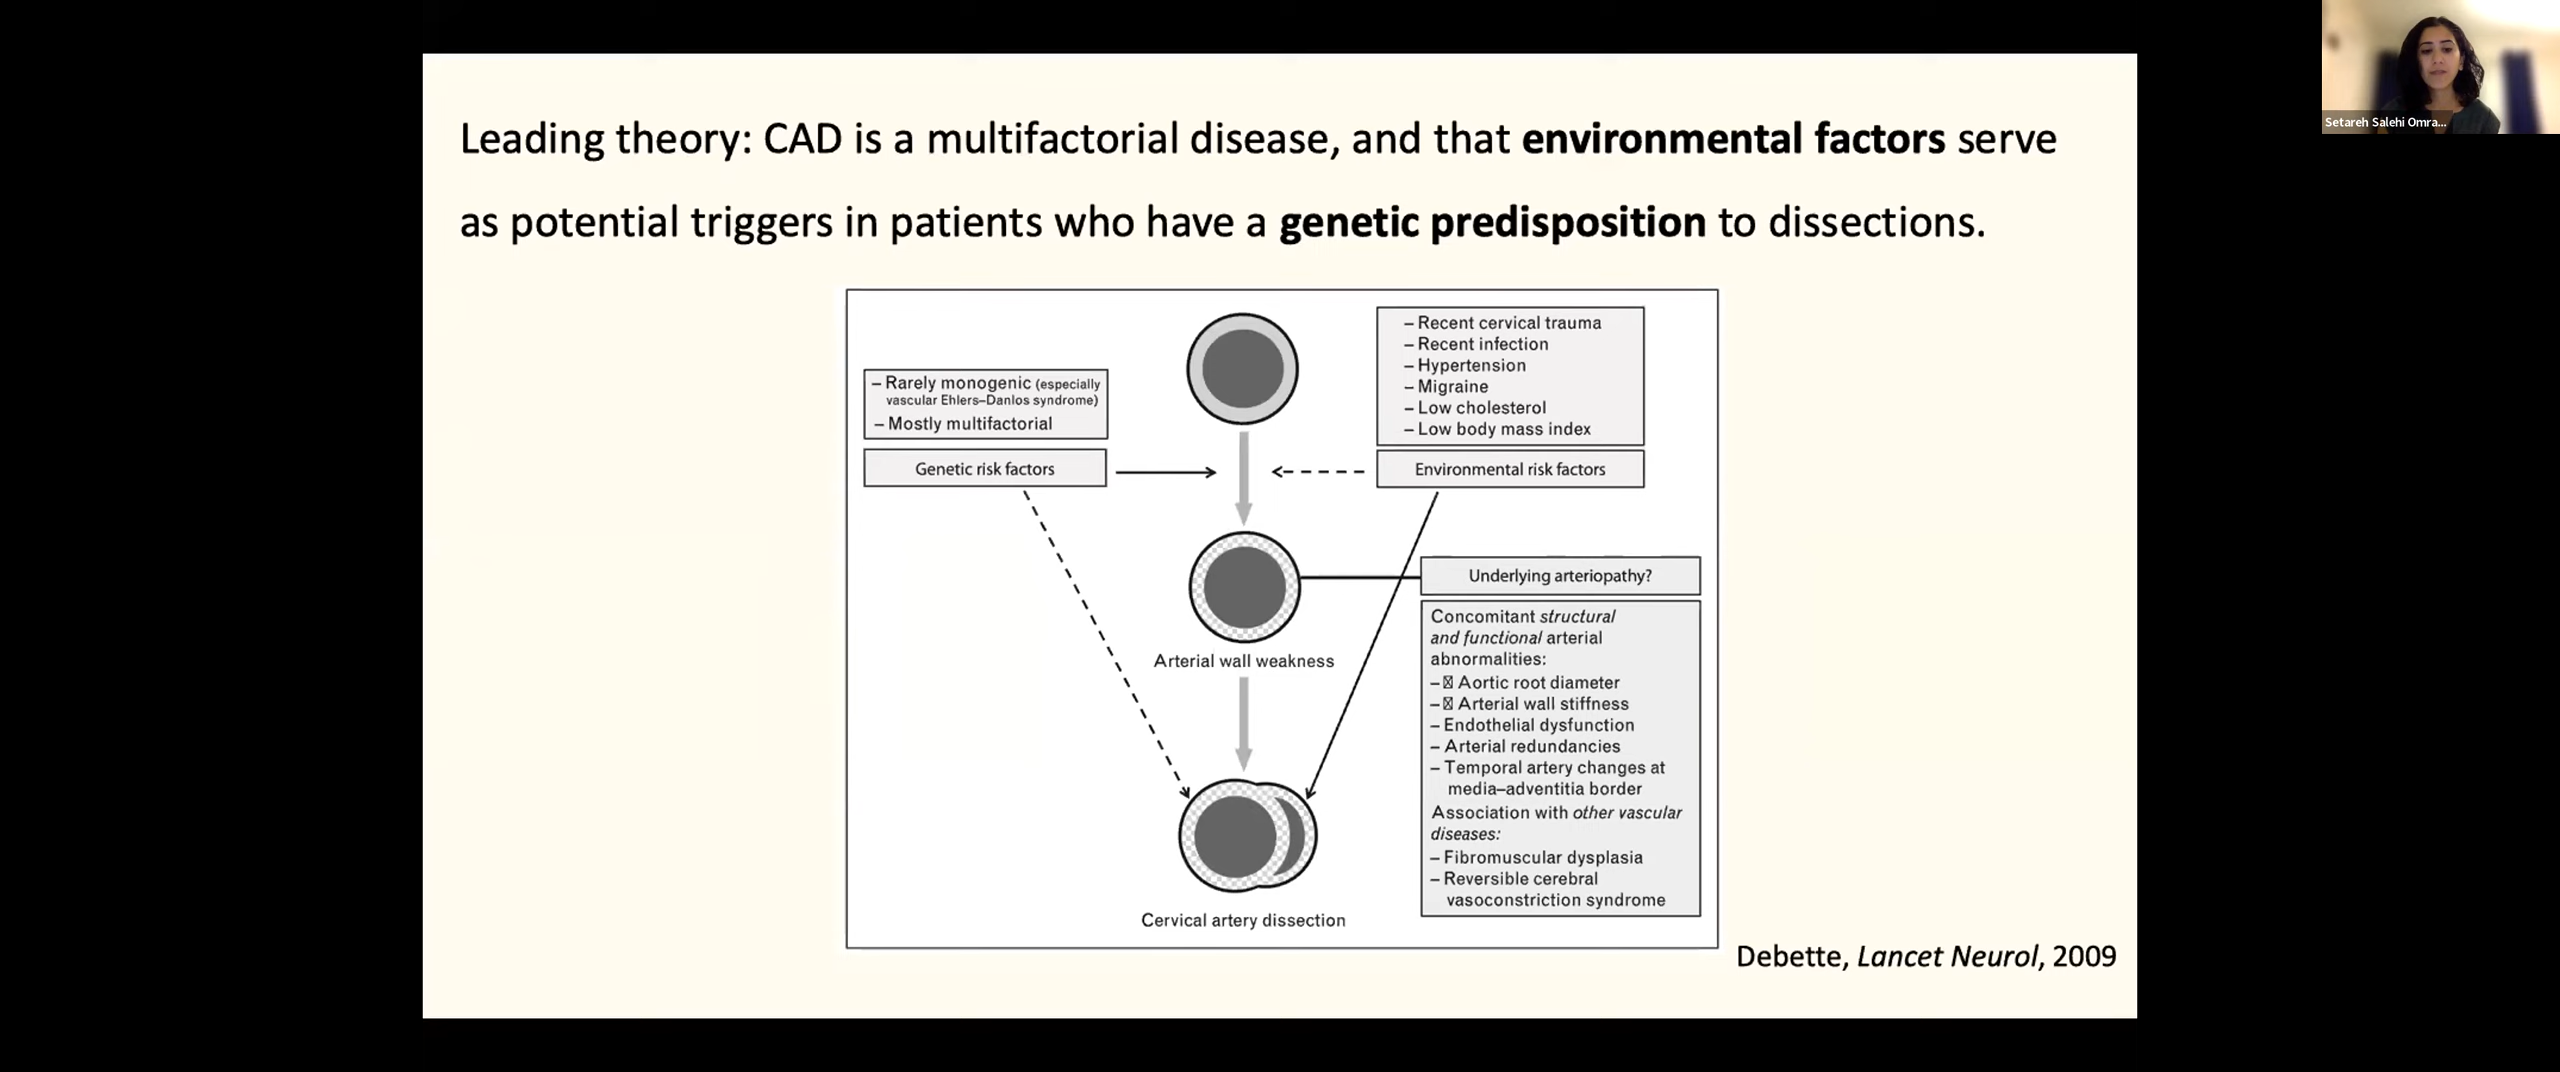 Leading theory: CAD is a multifactorial disease, and that environmental factors serve
as potential triggers in patients who have a genetic predisposition to dissections.
– Rarely monogenic (especially
vascular Ehlers–Danlos syndrome)
– Mostly multifactorial
Genetic risk factors
– Recent cervical trauma
– Recent infection
– Hypertension
– Migraine
– Low cholesterol
– Low body mass index
Environmental risk factors
Arterial wall weakness
Underlying arteriopathy?
Concomitant structural
and functional arterial
abnormalities:
– Aortic root diameter
– Arterial wall stiffness
– Endothelial dysfunction
– Arterial redundancies
– Temporal artery changes at
media–adventitia border
Association with other vascular
diseases:
– Fibromuscular dysplasia
– Reversible cerebral
vasoconstriction syndrome
Cervical artery dissection
Debette, Lancet Neurol, 2009
Setareh Salehi Omra...